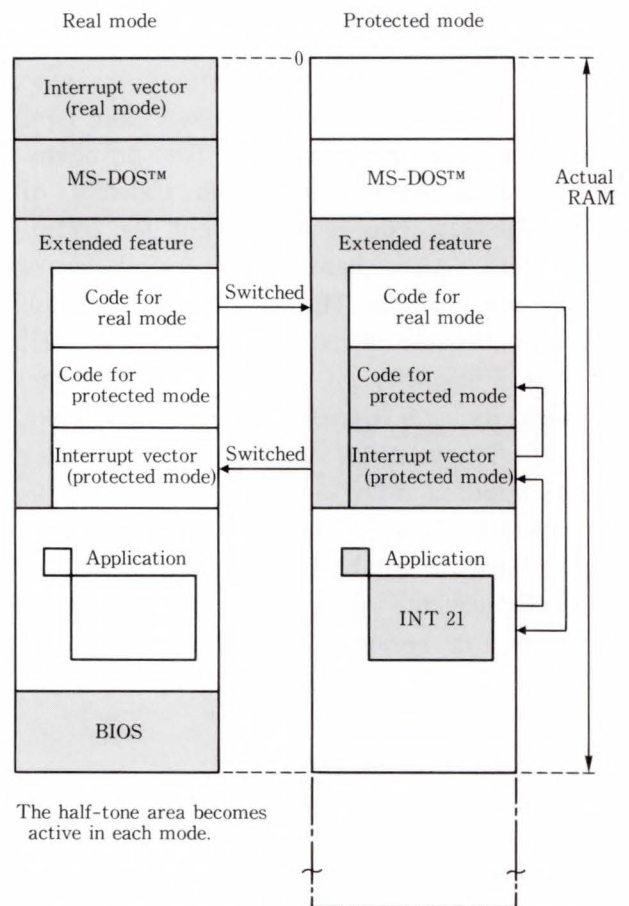 Real mode
Protected mode
0
Interrupt vector
(real mode)
MS-DOS™
Extended feature
Code for
real mode
Code for
protected mode
Interrupt vector
(protected mode)
Application
BIOS
Switched
Switched
MS-DOS™
Extended feature
Code for
real mode
Code for
protected mode
Interrupt vector
(protected mode)
Application
INT 21
Actual
RAM
The half-tone area becomes
active in each mode.